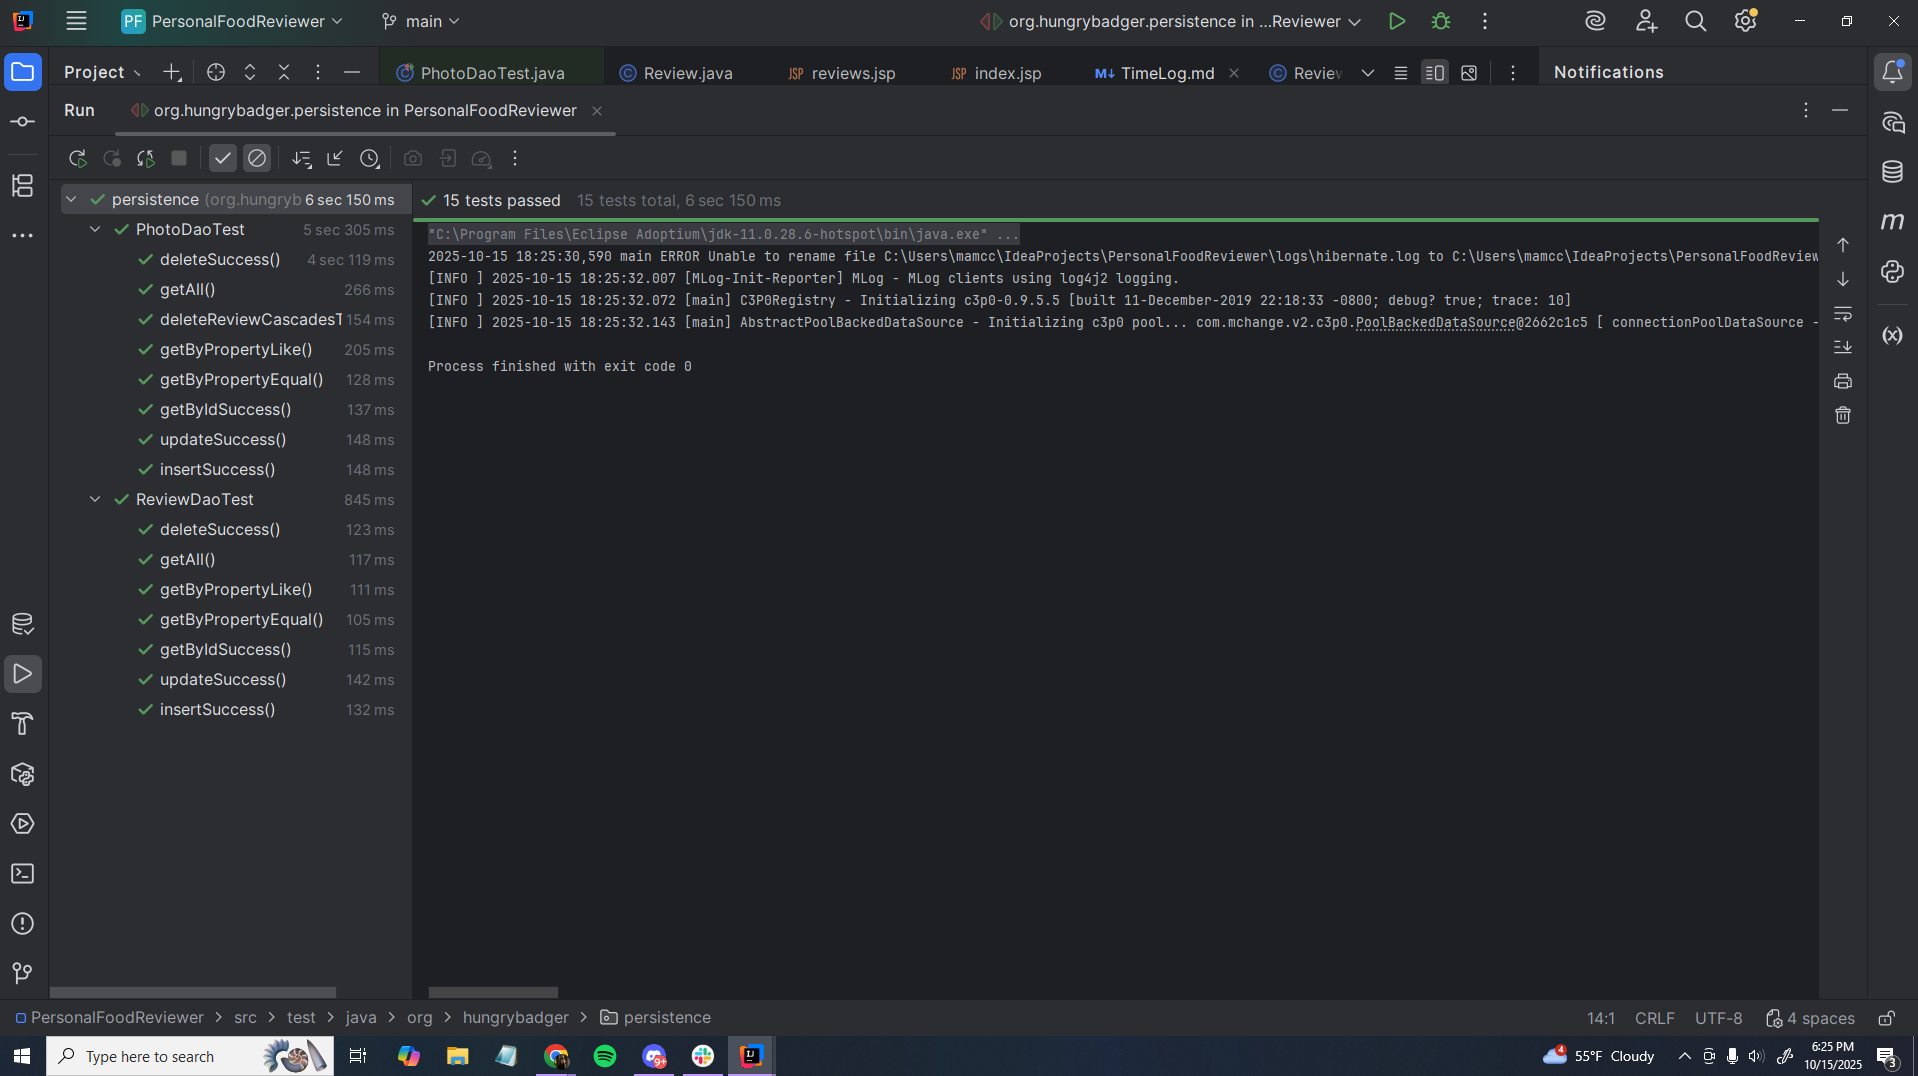 PF PersonalFoodReviewer main org.hungrybadger.persistence in ...Reviewer
Project PhotoDaoTest.java Review.java JSP reviews.jsp JSP index.jsp M↓ TimeLog.md Review Notifications
Run org.hungrybadger.persistence in PersonalFoodReviewer
persistence (org.hungryb 6 sec 150 ms
15 tests passed 15 tests total, 6 sec 150 ms
PhotoDaoTest 5 sec 305 ms
deleteSuccess() 4 sec 119 ms
getAll() 266 ms
deleteReviewCascadesT 154 ms
getByPropertyLike() 205 ms
getByPropertyEqual() 128 ms
getByIdSuccess() 137 ms
updateSuccess() 148 ms
insertSuccess() 148 ms
ReviewDaoTest 845 ms
deleteSuccess() 123 ms
getAll() 117 ms
getByPropertyLike() 111 ms
getByPropertyEqual() 105 ms
getByIdSuccess() 115 ms
updateSuccess() 142 ms
insertSuccess() 132 ms
"C:\Program Files\Eclipse Adoptium\jdk-11.0.28.6-hotspot\bin\java.exe" ...
2025-10-15 18:25:30,590 main ERROR Unable to rename file C:\Users\mamcc\IdeaProjects\PersonalFoodReviewer\logs\hibernate.log to C:\Users\mamcc\IdeaProjects\PersonalFoodReview
[INFO ] 2025-10-15 18:25:32.007 [MLog-Init-Reporter] MLog - MLog clients using log4j2 logging.
[INFO ] 2025-10-15 18:25:32.072 [main] C3P0Registry - Initializing c3p0-0.9.5.5 [built 11-December-2019 22:18:33 -0800; debug? true; trace: 10]
[INFO ] 2025-10-15 18:25:32.143 [main] AbstractPoolBackedDataSource - Initializing c3p0 pool... com.mchange.v2.c3p0.PoolBackedDataSource@2662c1c5 [ connectionPoolDataSource -
Process finished with exit code 0
PersonalFoodReviewer > src > test > java > org > hungrybadger > persistence 14:1 CRLF UTF-8 4 spaces
Type here to search 9+ 4 55°F Cloudy 6:25 PM
10/15/2025 3